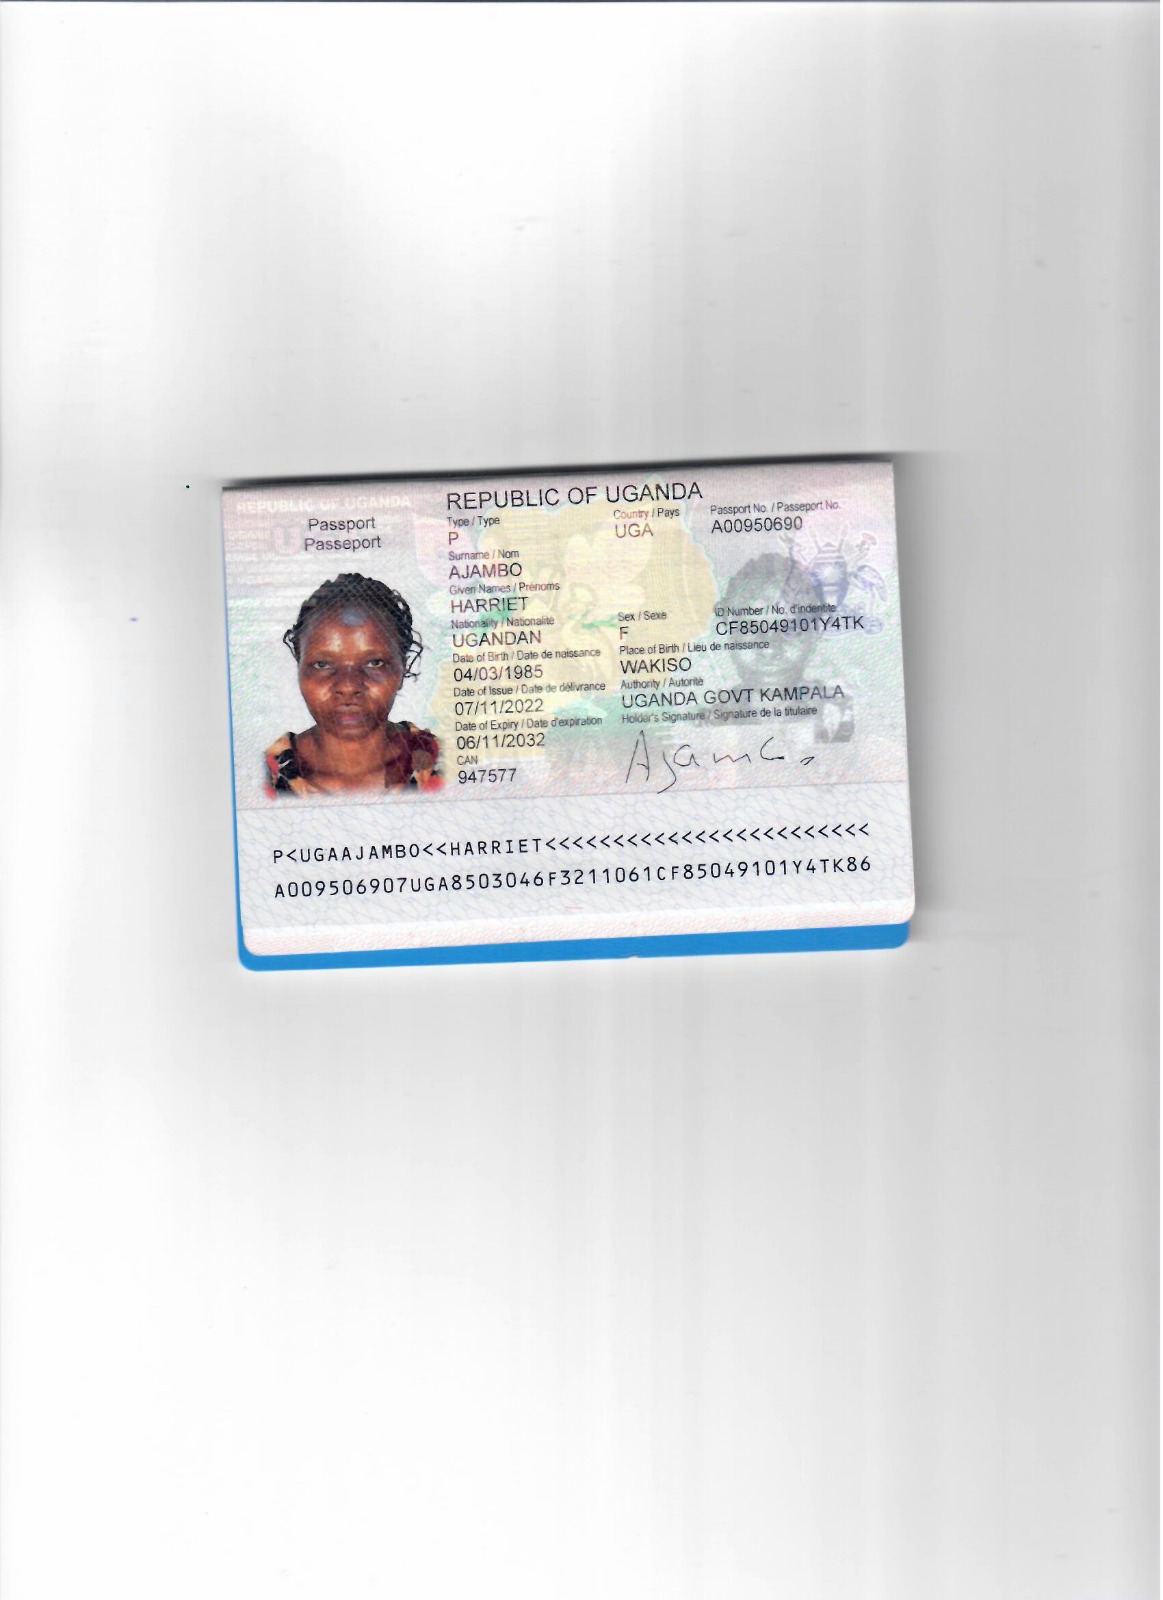 REPUBLIC OF UGANDA
REPUBLIC OF UGANDA
Passport
Passeport
Type / Type
P
Country / Pays
UGA
Passport No. / Passeport No.
A00950690
Surname / Nom
AJAMBO
Given Names / Prénoms
HARRIET
Nationality / Nationalité
UGANDAN
Sex / Sexe
F
ID Number / No. d'indentite
CF85049101Y4TK
Date of Birth / Date de naissance
04/03/1985
Place of Birth / Lieu de naissance
WAKISO
Date of Issue / Date de délivrance
07/11/2022
Authority / Autorité
UGANDA GOVT KAMPALA
Date of Expiry / Date d'expiration
06/11/2032
Holder's Signature / Signature de la titulaire
CAN
947577
P<UGAAJAMBO<<HARRIET<<<<<<<<<<<<<<<<<<<<<<<<
A009506907UGA8503046F3211061CF85049101Y4TK86